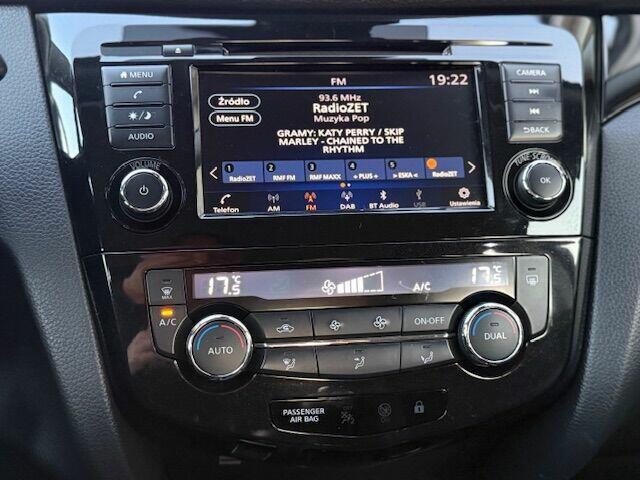 MENU
AUDIO
FM
19:22
CAMERA
BACK
Źródło
Menu FM
93.6 MHz
RadioZET
Muzyka Pop
GRAMY: KATY PERRY / SKIP
MARLEY - CHAINED TO THE
RHYTHM
1 2 3 4 5
RadioZET RMF FM RMF MAXX + PLUS + > ESKA < RadioZET
Telefon AM FM DAB BT Audio USB Ustawienia
VOLUME
TUNE·SCROLL
OK
17.5 °C
A/C
17.5 °C
MAX
A/C
ON·OFF
AUTO
DUAL
PASSENGER
AIR BAG